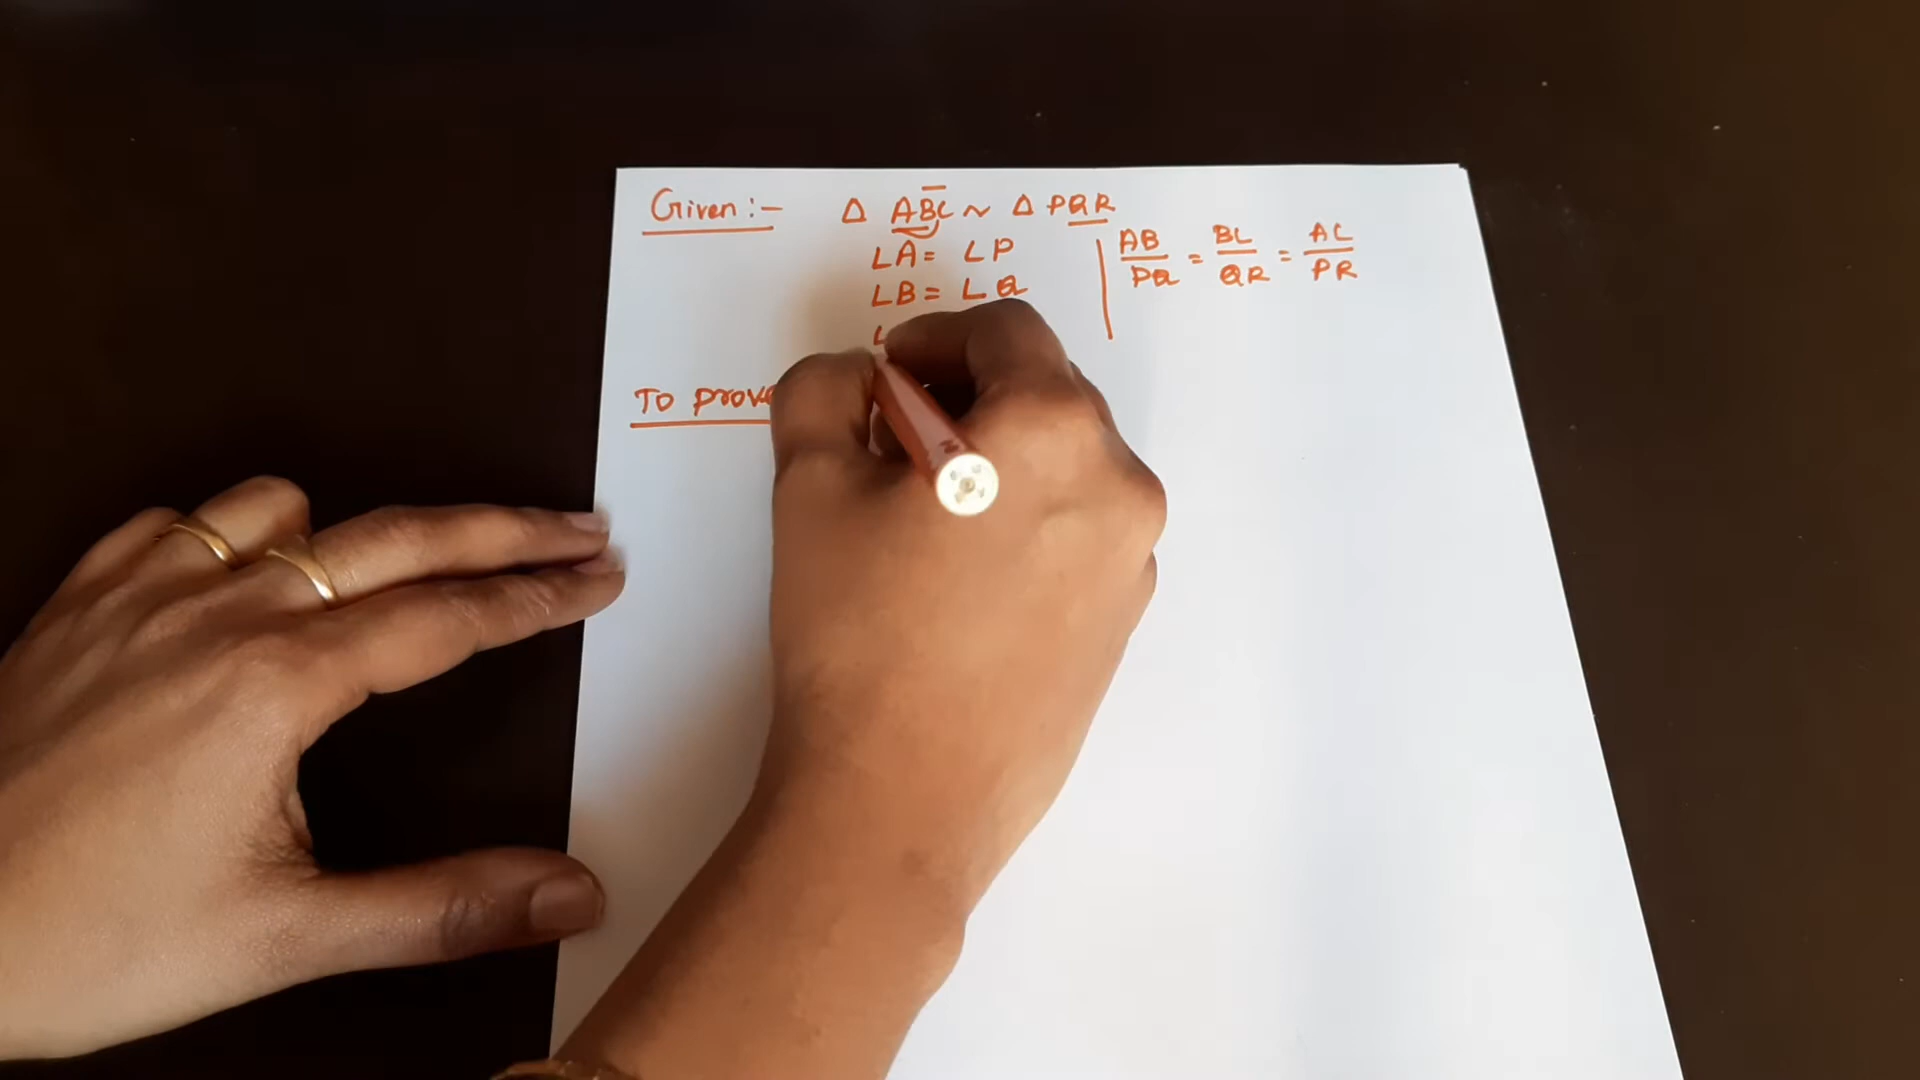 Given :- Δ ABC ~ Δ PQR
∠A = ∠P
∠B = ∠Q
∠
AB/PQ = BC/QR = AC/PR
To prove